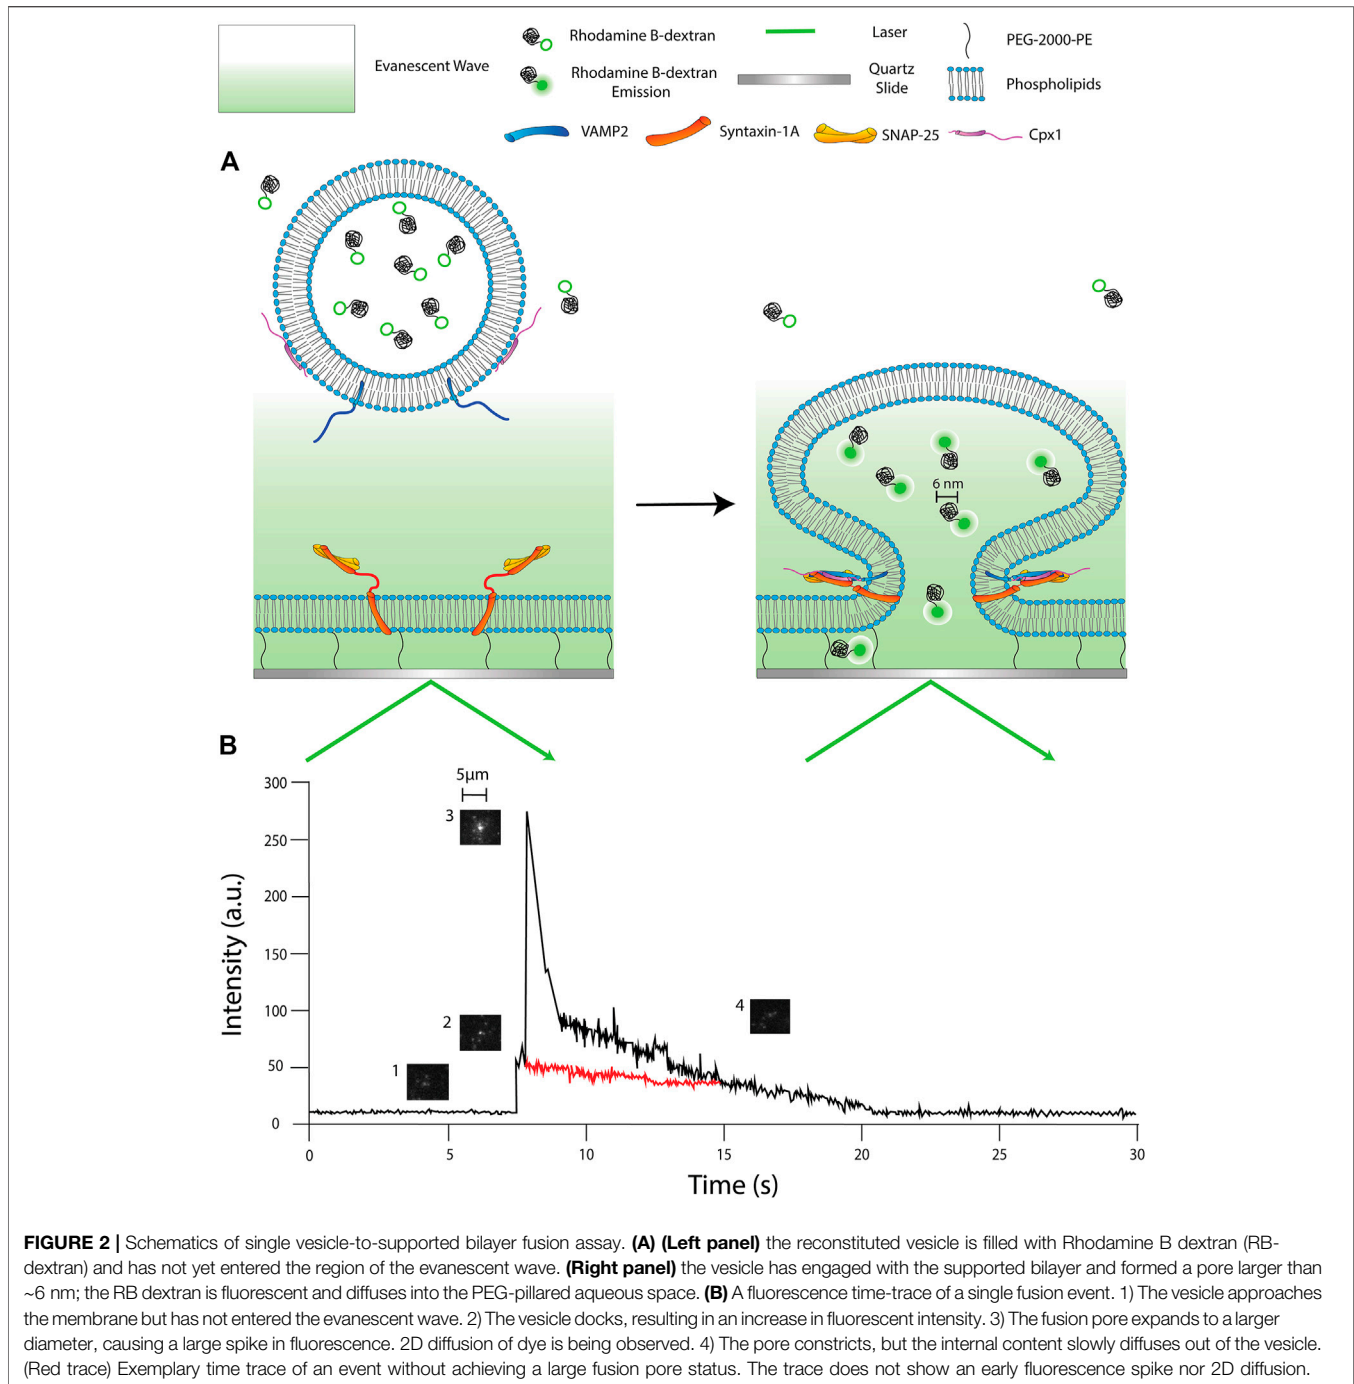 Evanescent Wave
Rhodamine B-dextran
Rhodamine B-dextran
Emission
Laser
Quartz
Slide
PEG-2000-PE
Phospholipids
VAMP2
Syntaxin-1A
SNAP-25
Cpx1
A
6 nm
B
5μm
3
2
1
4
300
250
200
150
100
50
0
Intensity (a.u.)
0 5 10 15 20 25 30
Time (s)
FIGURE 2 | Schematics of single vesicle-to-supported bilayer fusion assay. (A) (Left panel) the reconstituted vesicle is filled with Rhodamine B dextran (RB-
dextran) and has not yet entered the region of the evanescent wave. (Right panel) the vesicle has engaged with the supported bilayer and formed a pore larger than
~6 nm; the RB dextran is fluorescent and diffuses into the PEG-pillared aqueous space. (B) A fluorescence time-trace of a single fusion event. 1) The vesicle approaches
the membrane but has not entered the evanescent wave. 2) The vesicle docks, resulting in an increase in fluorescent intensity. 3) The fusion pore expands to a larger
diameter, causing a large spike in fluorescence. 2D diffusion of dye is being observed. 4) The pore constricts, but the internal content slowly diffuses out of the vesicle.
(Red trace) Exemplary time trace of an event without achieving a large fusion pore status. The trace does not show an early fluorescence spike nor 2D diffusion.